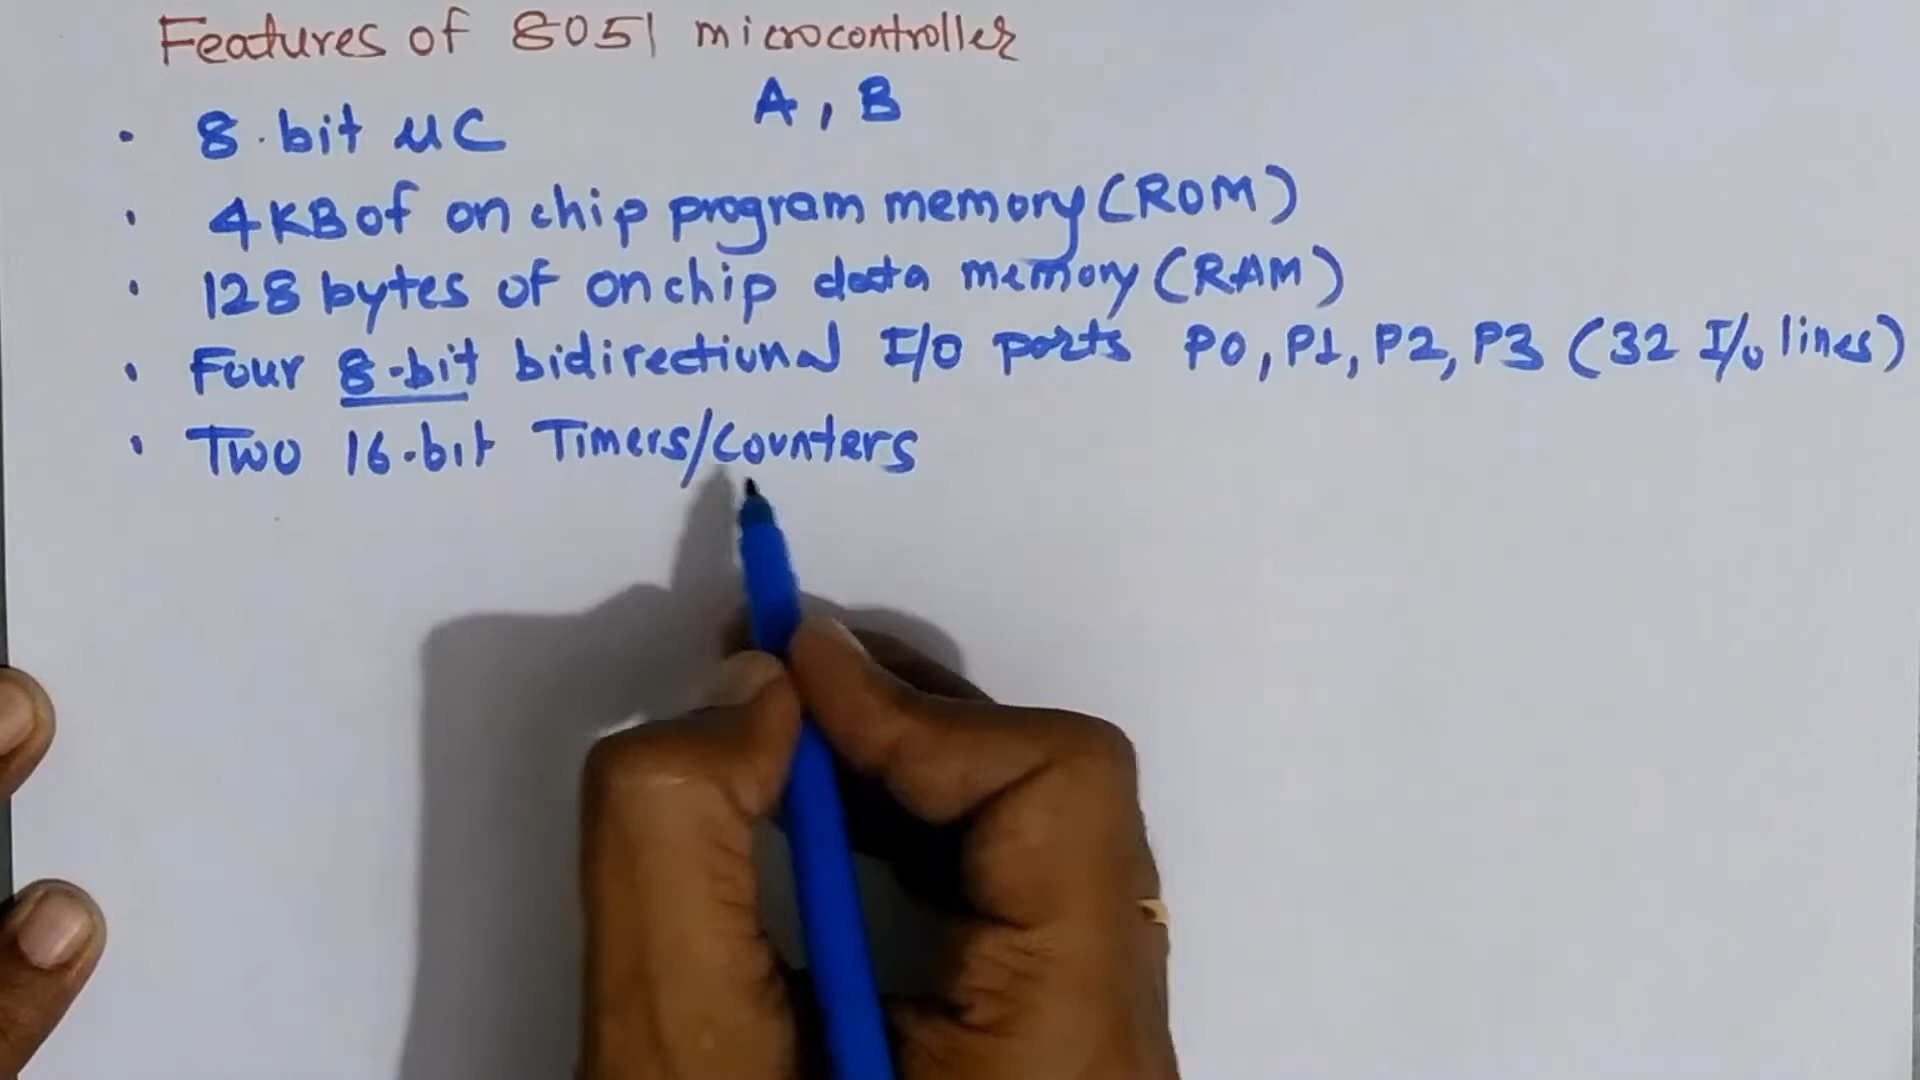 Features of 8051 microcontroller
A, B
• 8-bit μC
• 4KB of on chip program memory (ROM)
• 128 bytes of onchip data memory (RAM)
• Four 8-bit bidirectional I/O ports P0, P1, P2, P3 (32 I/o lines)
• Two 16-bit Timers/Counters